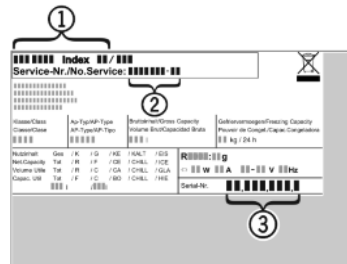 1
Index /
Service-Nr./No.Service: -
2
Klasse/Class Ap-Typ/AP-Type Bruttoinhalt/Gross Capacity Gefriervermoegen/Freezing Capacity
Classe/Clase AP-Type/AP-Tipo Volume Brut/Capacidad Bruta Pouvoir de Congel./Capac.Congeladora
kg / 24 h
Nutzinhalt Ges / K / G / KE ! KALT / EIS
Net.Capacity Tot / R / F / CE ! CHILL / ICE
Volume Utile Tot / R / C / CA ! CHILL / GLA
Capac. Util Tot / F / C / BO ! CHILL / HIE
R : g
W A - V Hz
Serial-Nr.
3